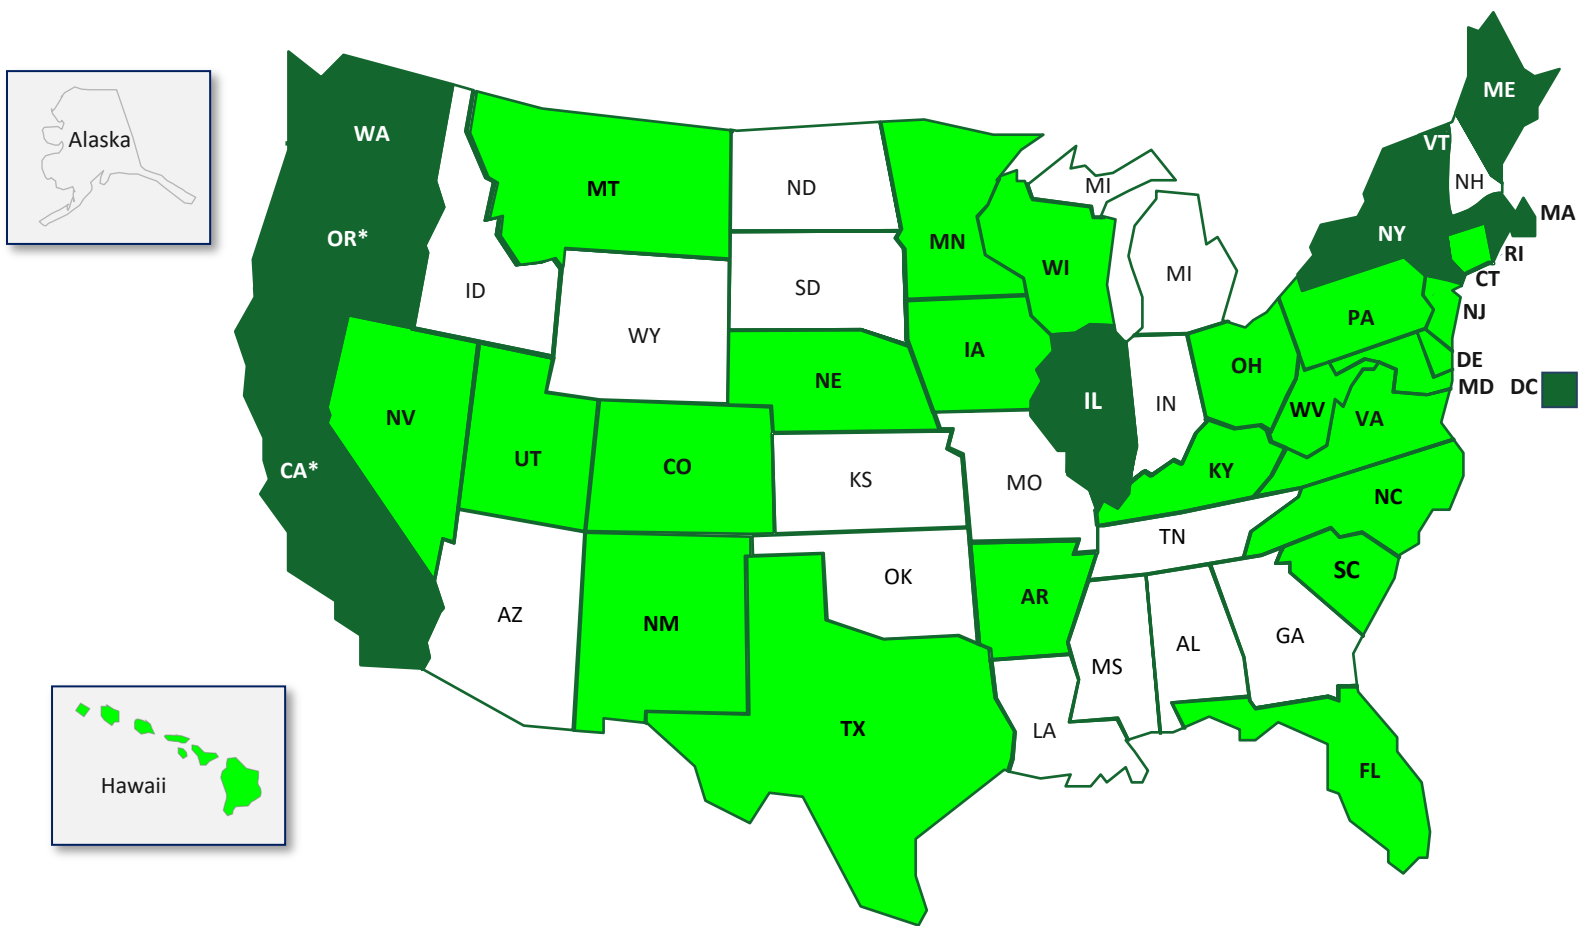 ME
WA
Alaska
VT
ND
NH
MI
MT
MA
OR*
NY
MN
RI
WI
MI
CT
SD
ID
NJ
PA
WY
IA
DE
OH
NE
MD
DC
IL
IN
WV
VA
NV
UT
CO
CA*
KY
KS
MO
NC
TN
SC
OK
AR
AZ
NM
GA
AL
MS
TX
LA
FL
Hawaii